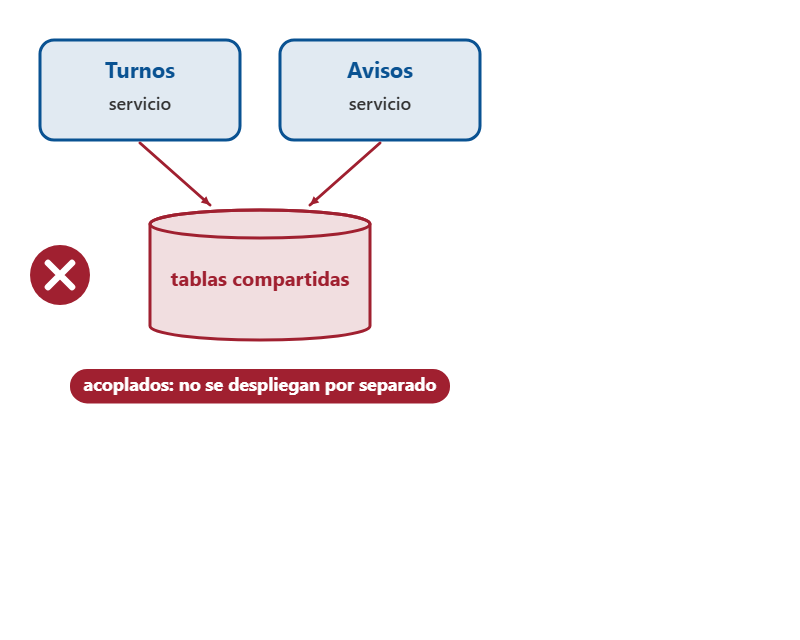 Turnos
servicio
Avisos
servicio
tablas compartidas
acoplados: no se despliegan por separado